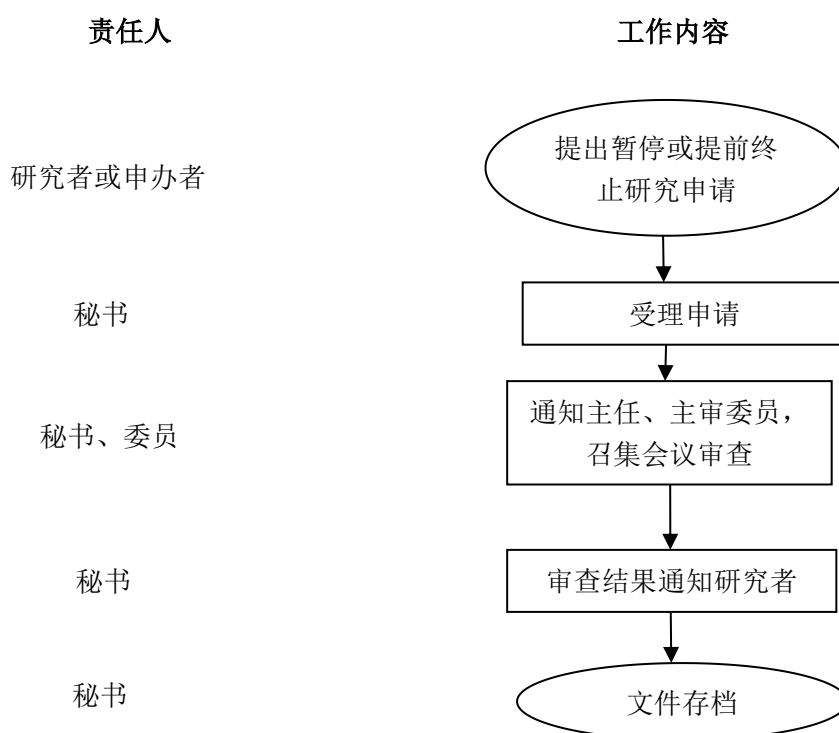 责任人
工作内容
研究者或申办者
提出暂停或提前终
止研究申请
秘书
受理申请
秘书、委员
通知主任、主审委员，
召集会议审查
秘书
审查结果通知研究者
秘书
文件存档